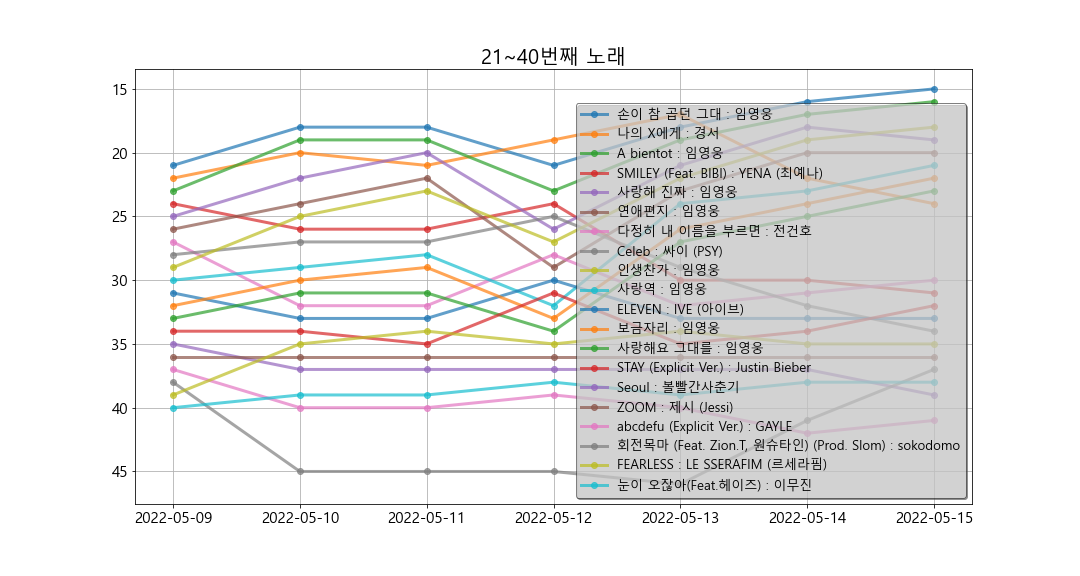 21~40번째 노래
15
20
25
30
35
40
45
손이 참 곱던 그대 : 임영웅
나의 X에게 : 경서
A bientot : 임영웅
SMILEY (Feat. BIBI) : YENA (최예나)
사랑해 진짜 : 임영웅
연애편지 : 임영웅
다정히 내 이름을 부르면 : 전건호
Celeb : 싸이 (PSY)
인생찬가 : 임영웅
사랑역 : 임영웅
ELEVEN : IVE (아이브)
보금자리 : 임영웅
사랑해요 그대를 : 임영웅
STAY (Explicit Ver.) : Justin Bieber
Seoul : 볼빨간사춘기
ZOOM : 제시 (Jessi)
abcdefu (Explicit Ver.) : GAYLE
회전목마 (Feat. Zion.T, 원슈타인) (Prod. Slom) : sokodomo
FEARLESS : LE SSERAFIM (르세라핌)
눈이 오잖아(Feat.헤이즈) : 이무진
2022-05-09 2022-05-10 2022-05-11 2022-05-12 2022-05-13 2022-05-14 2022-05-15